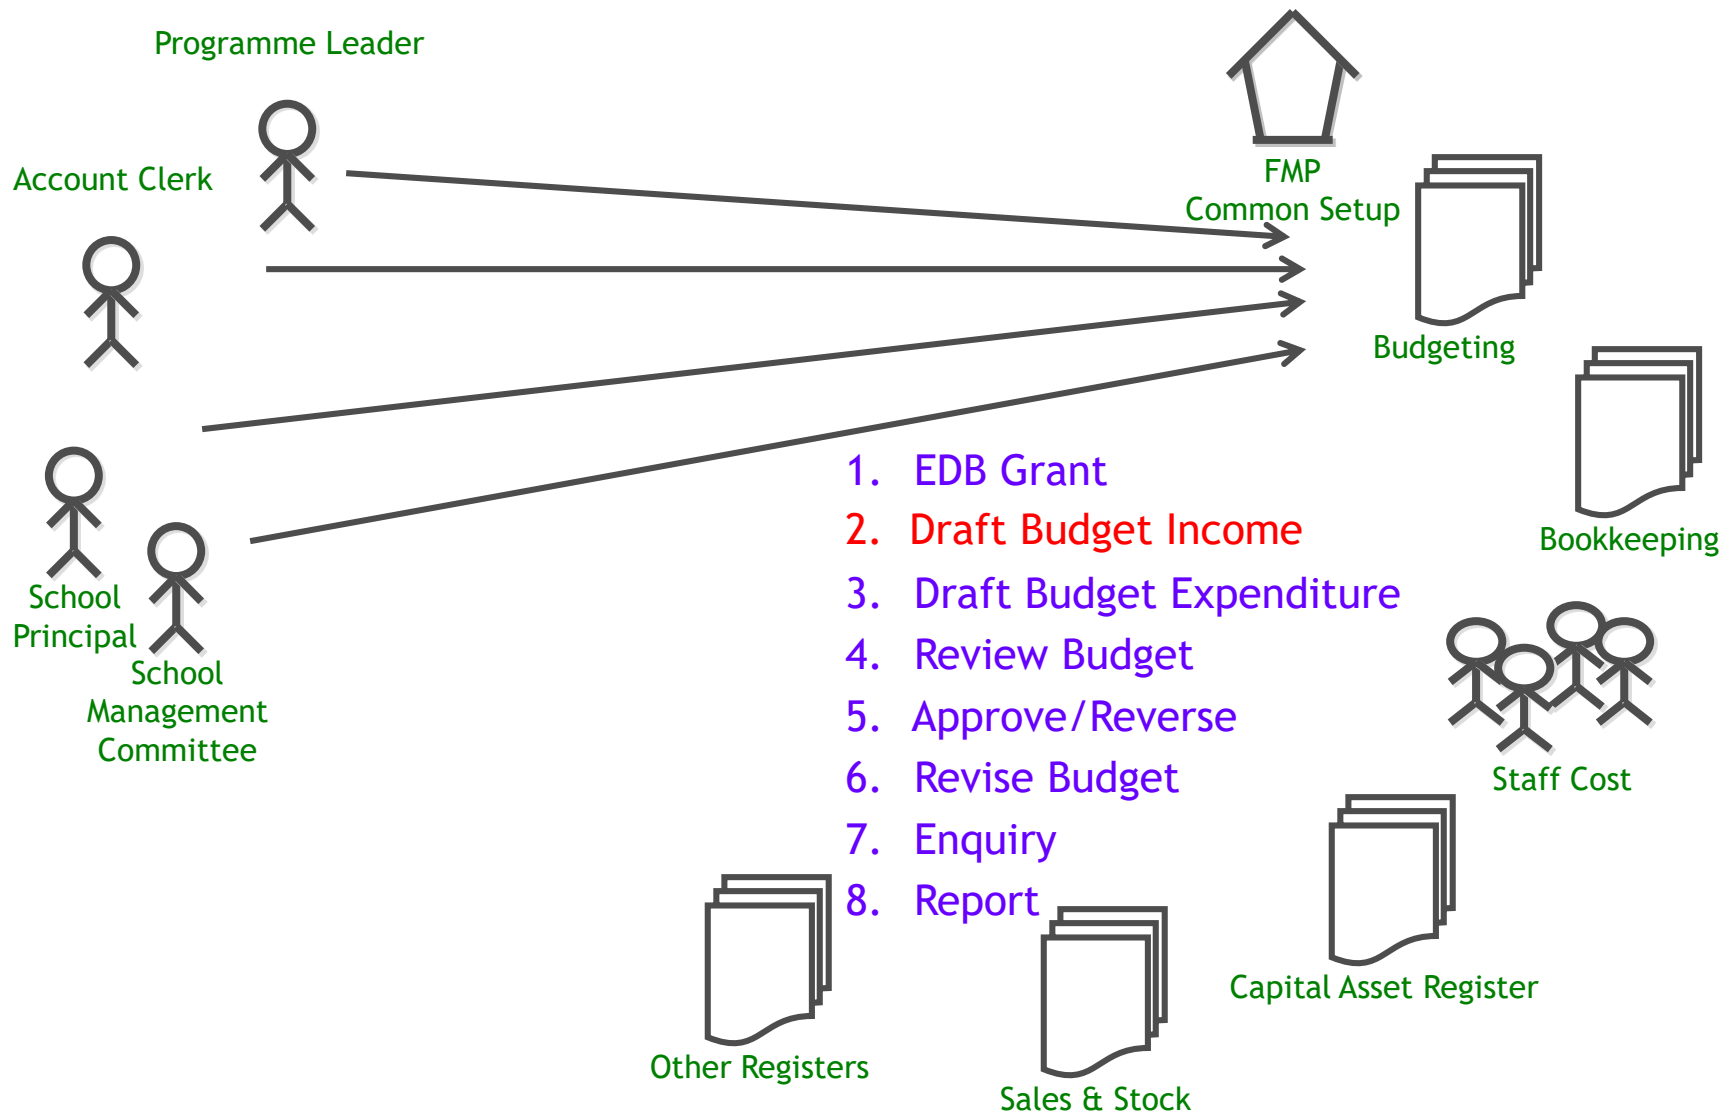 Programme Leader
Account Clerk
FMP
Common Setup
Budgeting
Bookkeeping
1. EDB Grant
2. Draft Budget Income
3. Draft Budget Expenditure
4. Review Budget
5. Approve/Reverse
6. Revise Budget
7. Enquiry
8. Report
School
Principal
School
Management
Committee
Staff Cost
Capital Asset Register
Other Registers
Sales & Stock